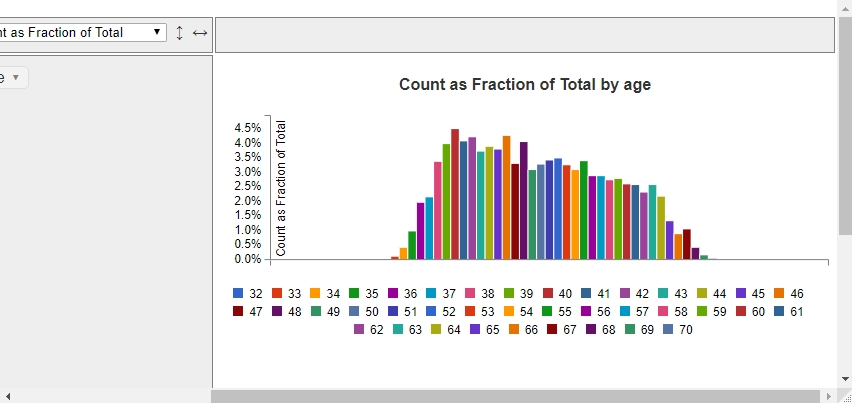 nt as Fraction of Total ▼ ↕ ↔
e ▼
Count as Fraction of Total by age
4.5%
4.0%
3.5%
3.0%
2.5%
2.0%
1.5%
1.0%
0.5%
0.0%
Count as Fraction of Total
32 33 34 35 36 37 38 39 40 41 42 43 44 45 46
47 48 49 50 51 52 53 54 55 56 57 58 59 60 61
62 63 64 65 66 67 68 69 70